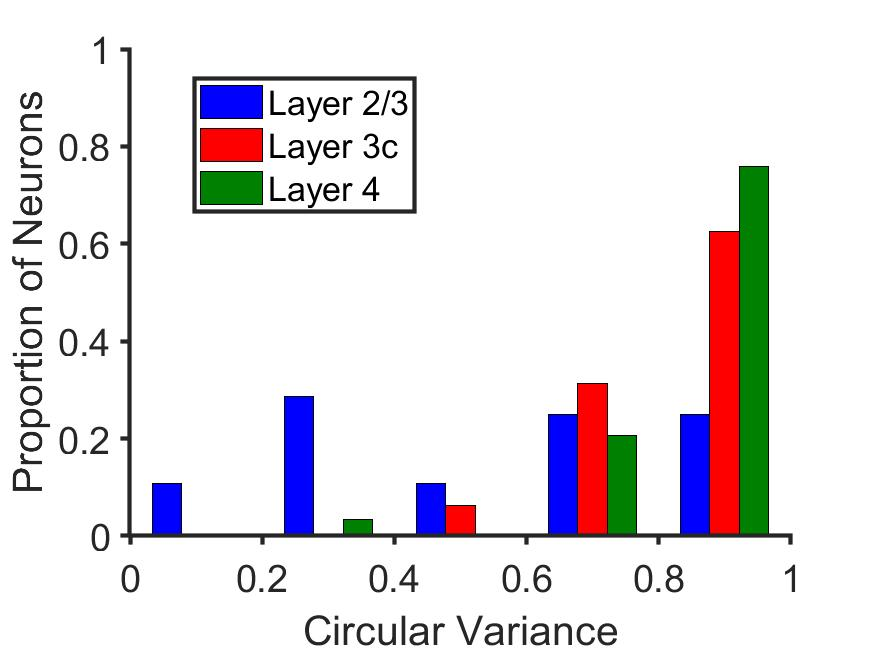 Proportion of Neurons
1
0.8
0.6
0.4
0.2
0
Layer 2/3
Layer 3c
Layer 4
0 0.2 0.4 0.6 0.8 1
Circular Variance